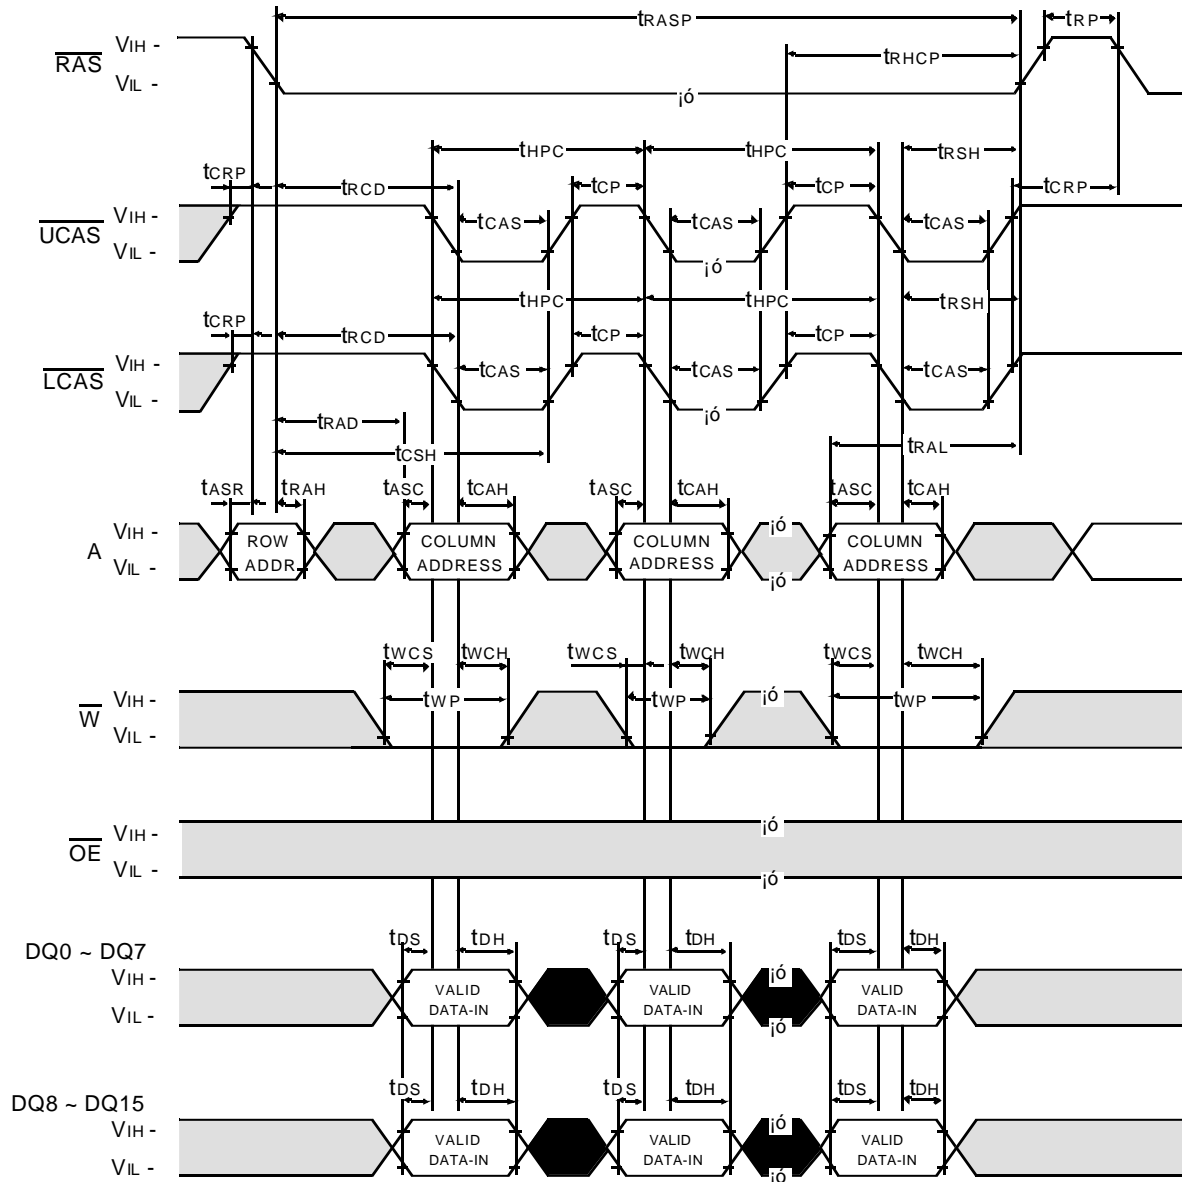 tRASP tRP
VIH -
RAS
tRHCP
VIL -
¡ó
tHPC tHPC tRSH
tCRP tRCD tCP tCP tCRP
VIH -
UCAS
tCAS tCAS tCAS
VIL -
¡ó
tHPC tHPC tRSH
tCRP tRCD tCP tCP
VIH -
LCAS
tCAS tCAS tCAS
VIL -
¡ó
tRAD
tCSH tRAL
tASR tRAH tASC tCAH tASC tCAH tASC tCAH
VIH -
A
VIL -
ROW
ADDR
COLUMN
ADDRESS
COLUMN
ADDRESS
¡ó
¡ó
COLUMN
ADDRESS
tWCS tWCH tWCS tWCH tWCS tWCH
VIH -
W
tWP tWP ¡ó tWP
VIL -
VIH -
OE
¡ó
VIL -
¡ó
tDS tDH tDS tDH tDS tDH
DQ0 ~ DQ7
VIH -
VIL -
VALID
DATA-IN
VALID
DATA-IN
¡ó
¡ó
VALID
DATA-IN
tDS tDH tDS tDH tDS tDH
DQ8 ~ DQ15
VIH -
VIL -
VALID
DATA-IN
VALID
DATA-IN
¡ó
¡ó
VALID
DATA-IN